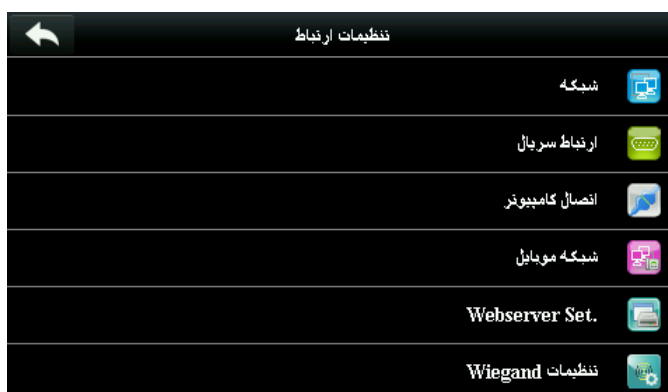 تنظیمات ارتباط
شبکه
ارتباط سریال
اتصال کامپیوتر
شبکه موبایل
Webserver Set.
تنظیمات Wiegand